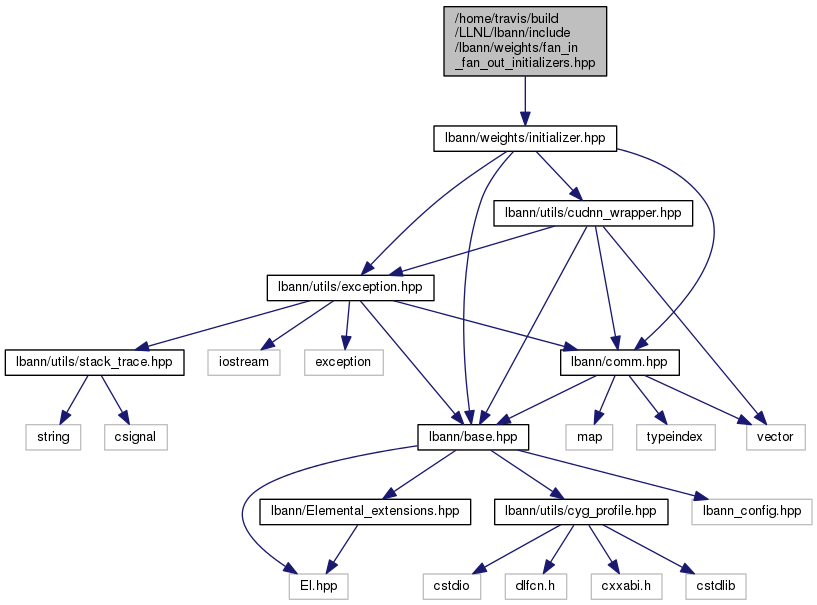 /home/travis/build
/LLNL/lbann/include
/lbann/weights/fan_in
_fan_out_initializers.hpp
lbann/weights/initializer.hpp
lbann/utils/cudnn_wrapper.hpp
lbann/utils/exception.hpp
lbann/utils/stack_trace.hpp
iostream
exception
lbann/comm.hpp
string
csignal
lbann/base.hpp
map
typeindex
vector
lbann/Elemental_extensions.hpp
lbann/utils/cyg_profile.hpp
lbann_config.hpp
El.hpp
cstdio
dlfcn.h
cxxabi.h
cstdlib